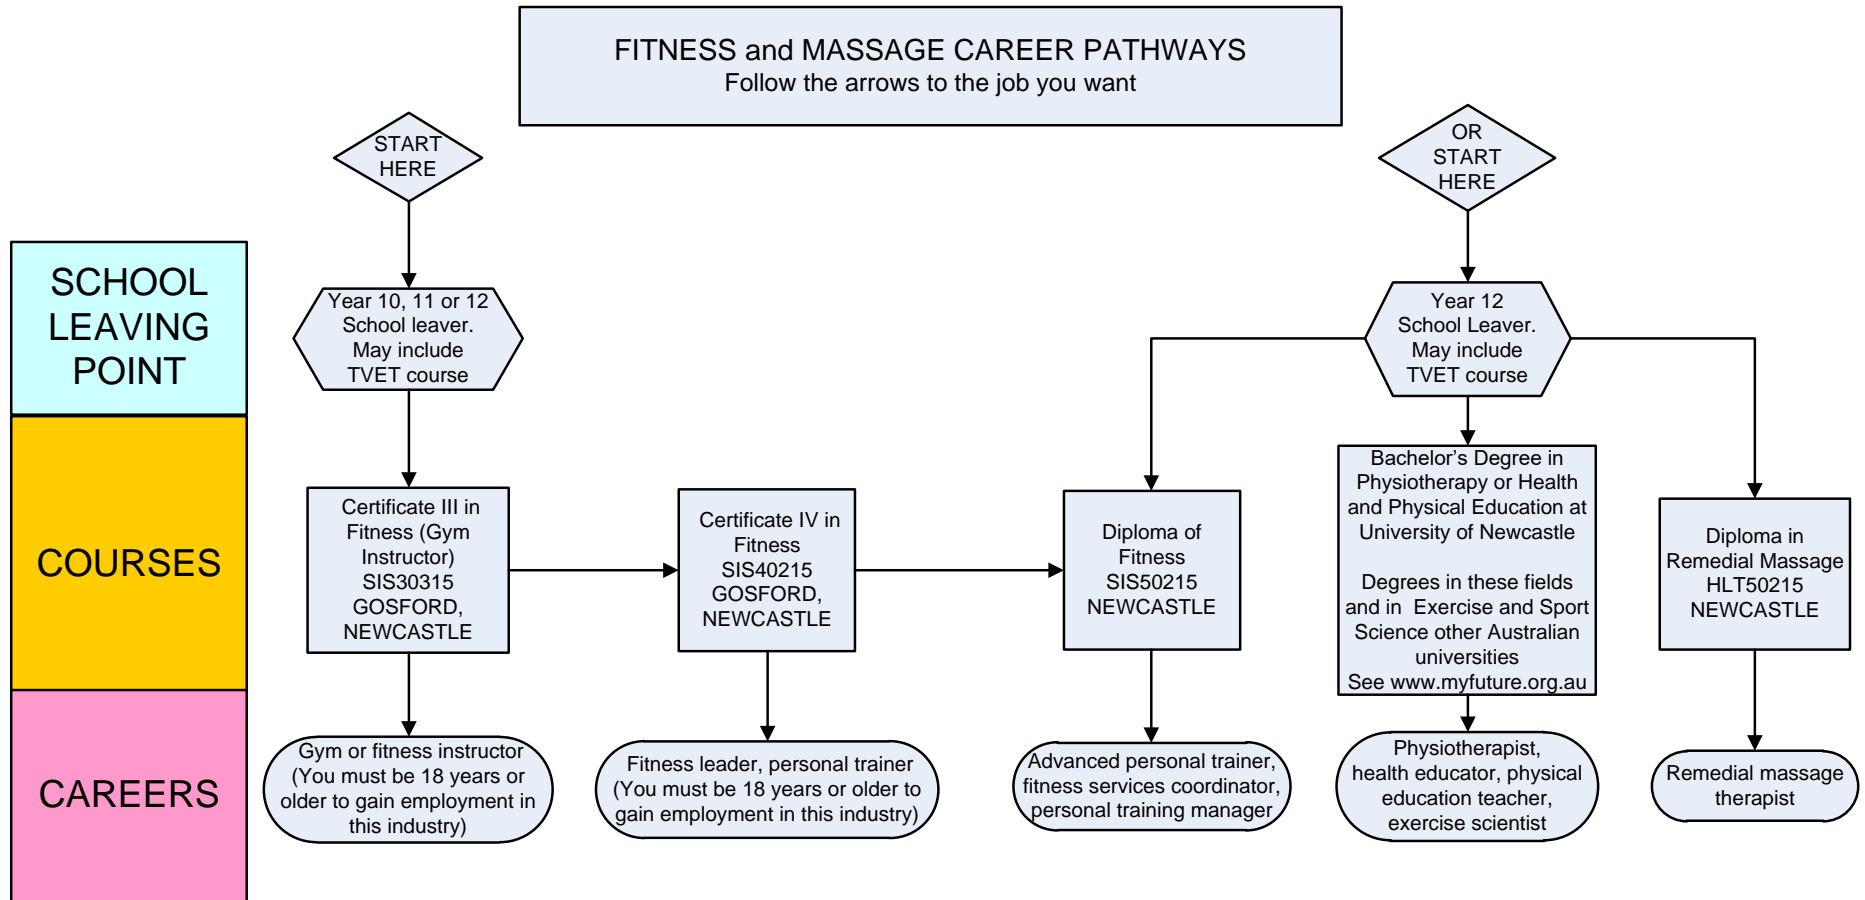 FITNESS and MASSAGE CAREER PATHWAYS
Follow the arrows to the job you want
START
HERE
OR
START
HERE
SCHOOL
LEAVING
POINT
Year 10, 11 or 12
School leaver.
May include
TVET course
Year 12
School Leaver.
May include
TVET course
COURSES
Certificate III in
Fitness (Gym
Instructor)
SIS30315
GOSFORD,
NEWCASTLE
Certificate IV in
Fitness
SIS40215
GOSFORD,
NEWCASTLE
Diploma of
Fitness
SIS50215
NEWCASTLE
Bachelor's Degree in
Physiotherapy or Health
and Physical Education at
University of Newcastle
Degrees in these fields
and in Exercise and Sport
Science other Australian
universities
See www.myfuture.org.au
Diploma in
Remedial Massage
HLT50215
NEWCASTLE
CAREERS
Gym or fitness instructor
(You must be 18 years or
older to gain employment in
this industry)
Fitness leader, personal trainer
(You must be 18 years or older to
gain employment in this industry)
Advanced personal trainer,
fitness services coordinator,
personal training manager
Physiotherapist,
health educator, physical
education teacher,
exercise scientist
Remedial massage
therapist